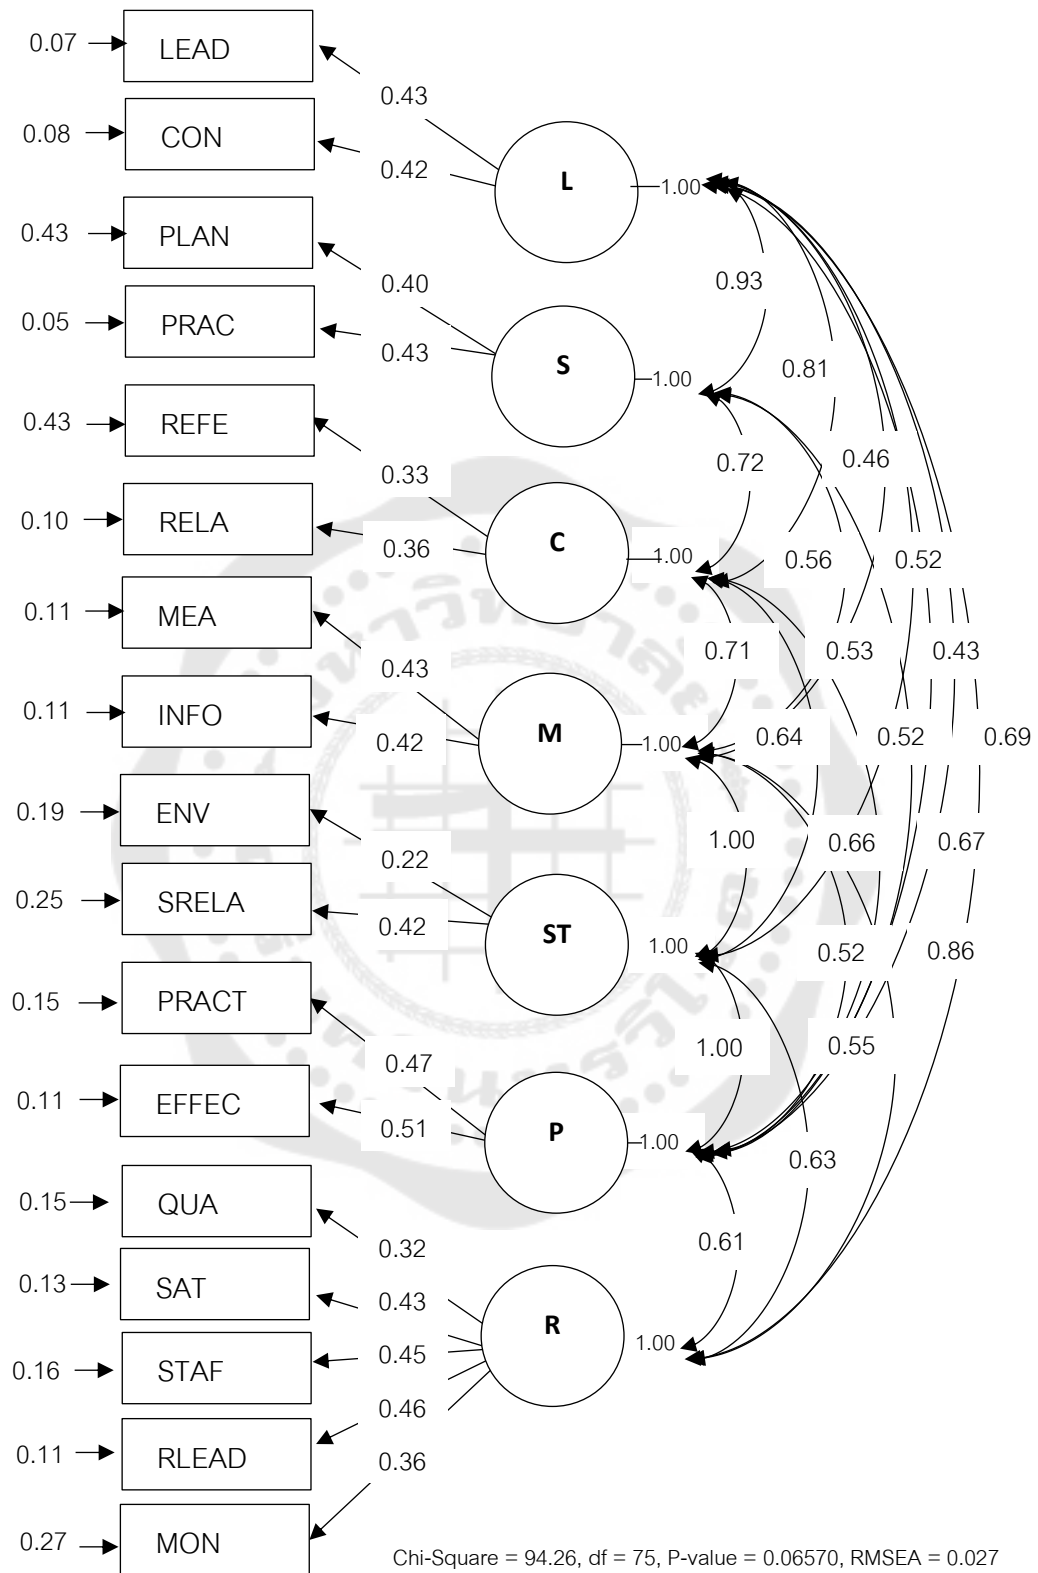 0.07 LEAD
0.43
0.08 CON
0.42
L 1.00
0.43 PLAN
0.40
0.93
0.05 PRAC
0.43
S 1.00
0.81
0.43 REFE
0.33
0.72 0.46
0.10 RELA
0.36
C 1.00
0.56 0.52
0.11 MEA
0.43
0.71 0.53 0.43
0.11 INFO
0.42
M 1.00
0.64 0.52 0.69
0.19 ENV
0.22
1.00 0.66 0.67
0.25 SRELA
0.42
ST 1.00
0.52 0.86
0.15 PRACT
0.47
1.00 0.55
0.11 EFFEC
0.51
P 1.00
0.63
0.15 QUA
0.32
0.61
0.13 SAT
0.43
R 1.00
0.45
0.16 STAF
0.46
0.11 RLEAD
0.36
0.27 MON
Chi-Square = 94.26, df = 75, P-value = 0.06570, RMSEA = 0.027